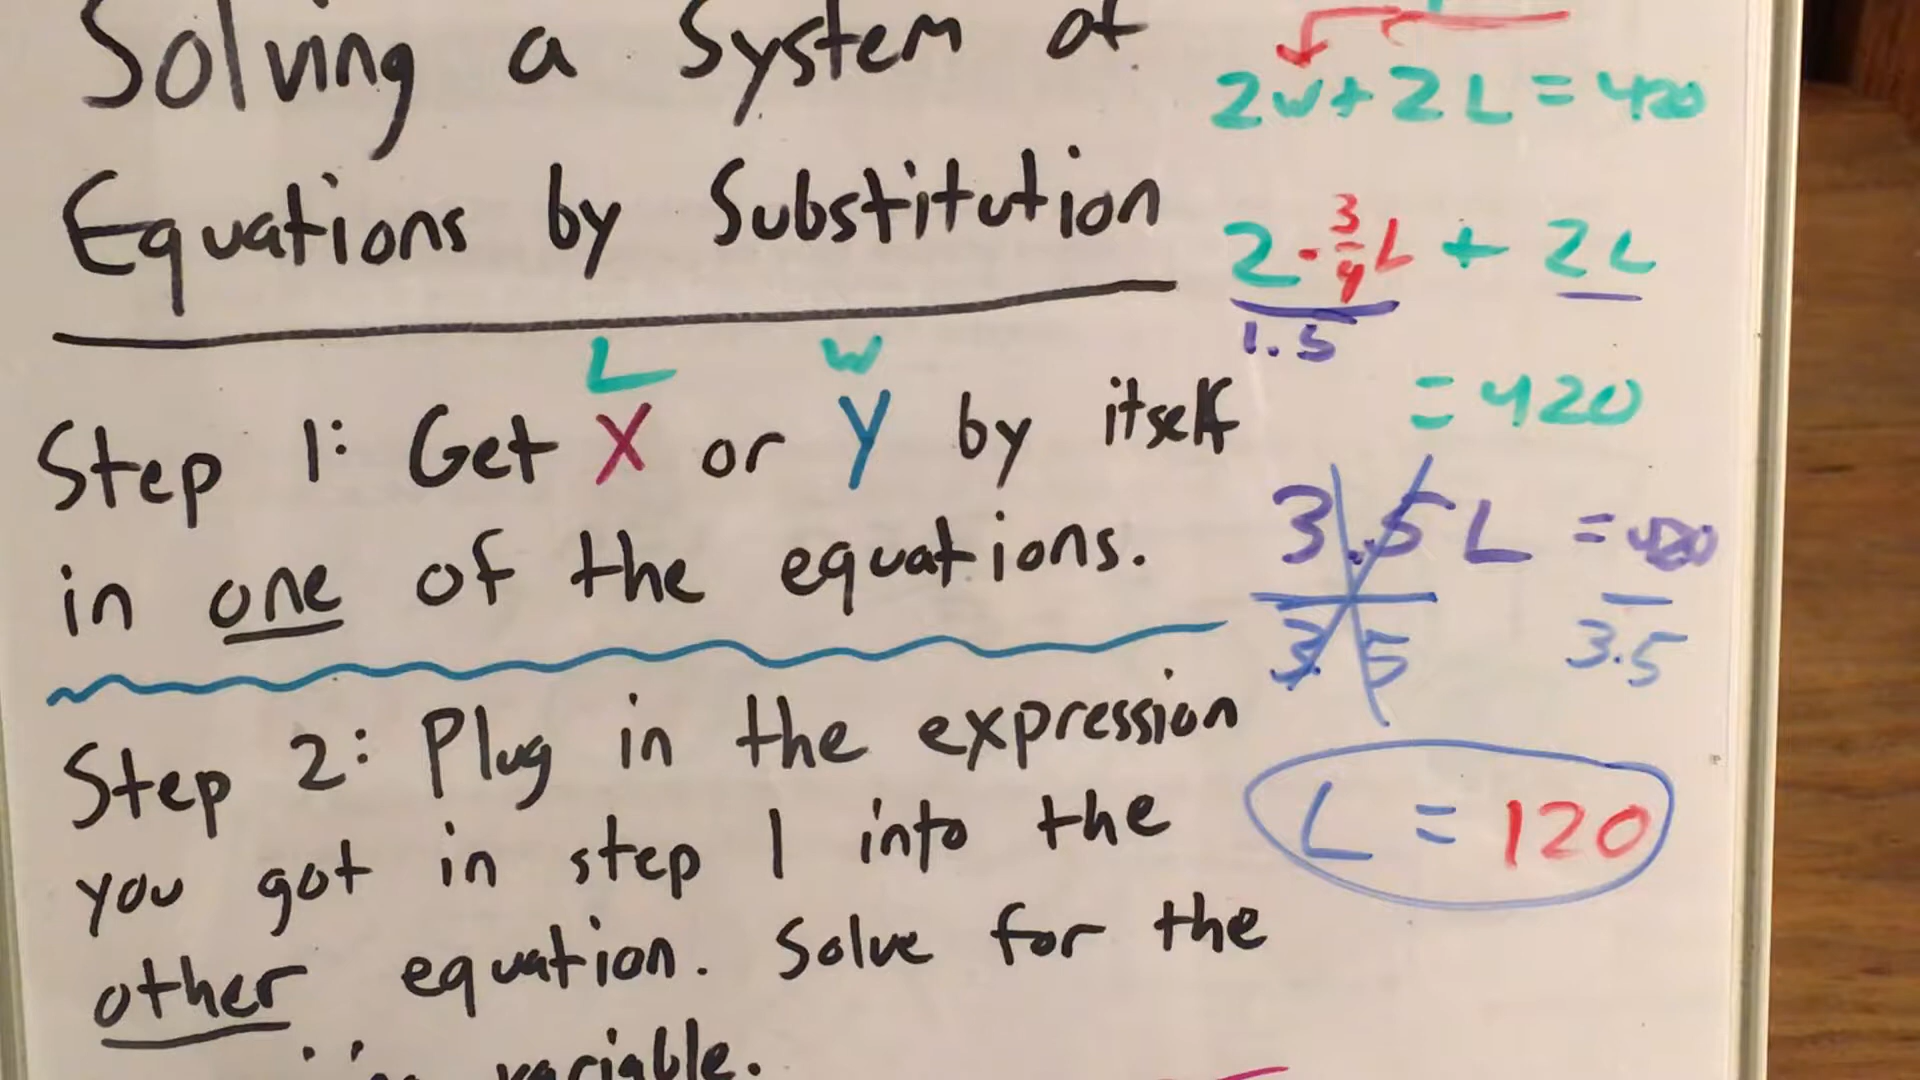 Solving a System of
Equations by Substitution
L w
Step 1: Get X or Y by itself
in one of the equations.
Step 2: Plug in the expression
you got in step 1 into the
other equation. Solve for the
variable.
2w+2L=420
2·3/4L + 2L
1.5
=420
3.5L =420
3.5 3.5
L = 120